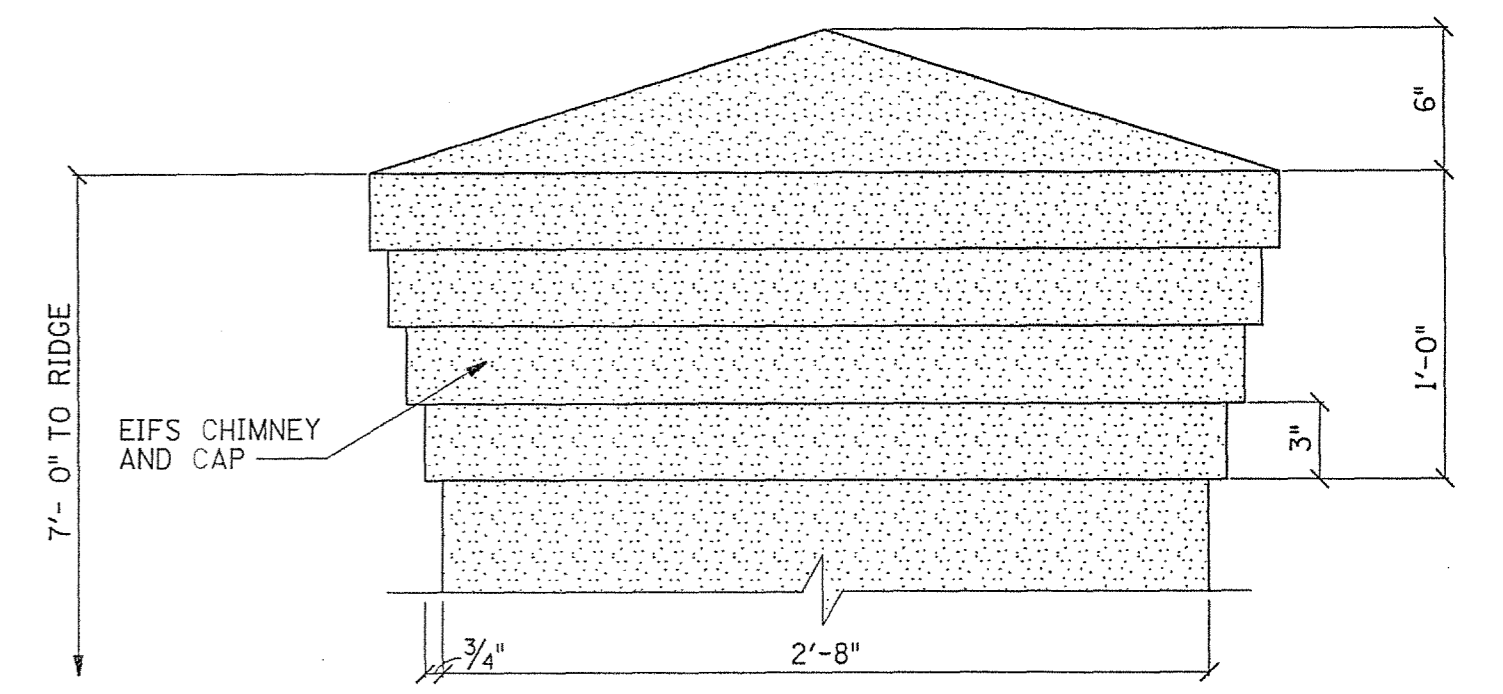 6"
7'- 0" TO RIDGE
1'-0"
EIFS CHIMNEY
AND CAP
3"
3/4"
2'-8"